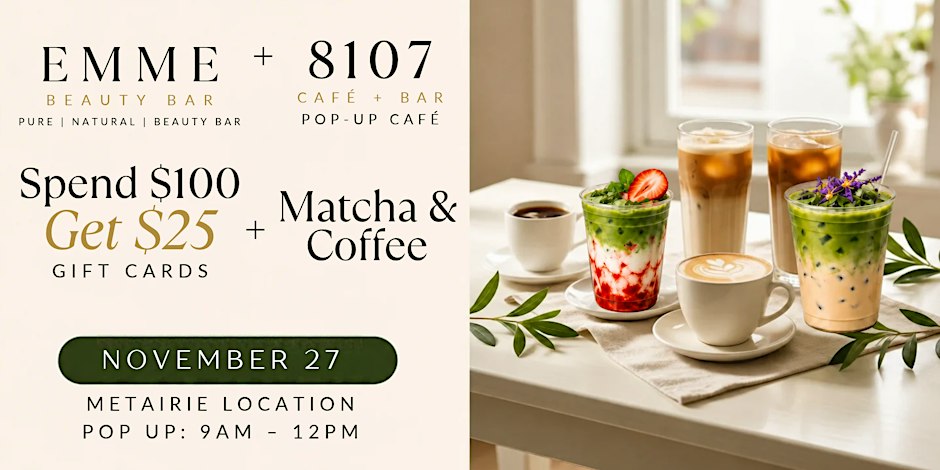 EMME + 8107
BEAUTY BAR
CAFÉ + BAR
PURE | NATURAL | BEAUTY BAR
POP-UP CAFÉ
Spend $100
Get $25
GIFT CARDS
+
Matcha &
Coffee
NOVEMBER 27
METAIRIE LOCATION
POP UP: 9AM – 12PM